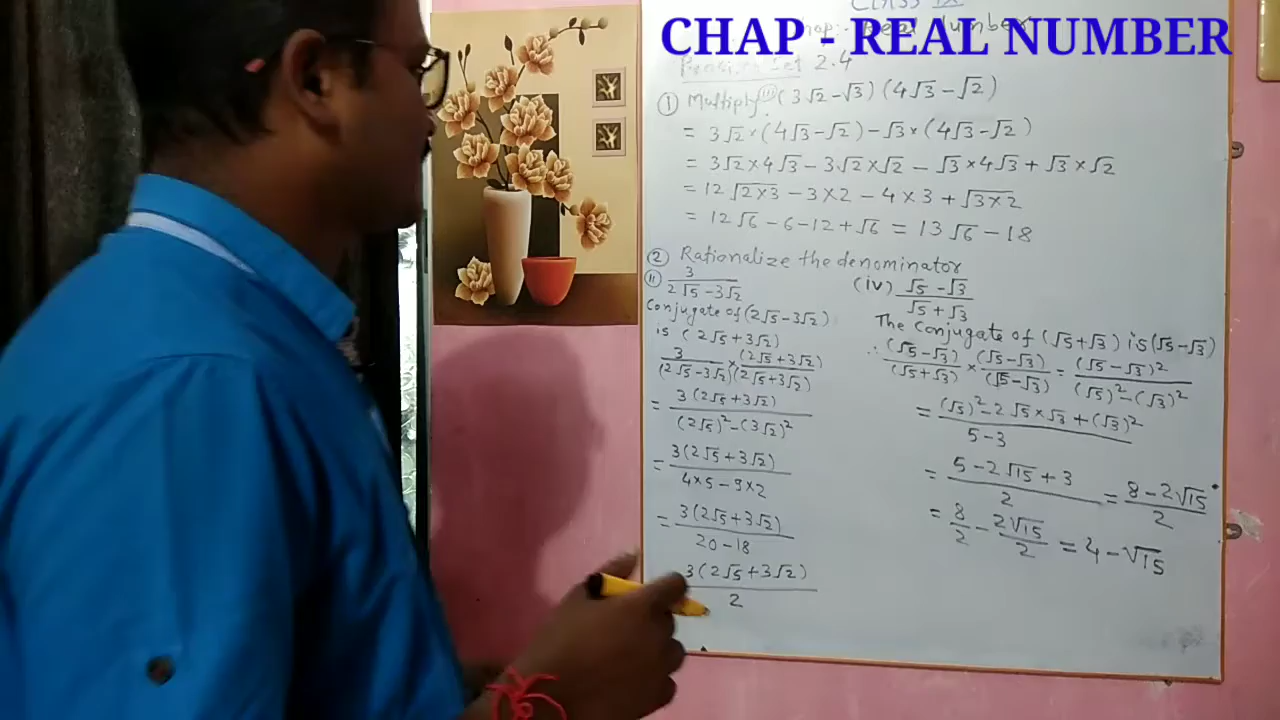 CHAP - REAL NUMBER
Class IX
Chap:- Real Number
Problem Set 2.4
① Multiply (iii) (3√2 - √3) (4√3 - √2)
= 3√2 × (4√3 - √2) - √3 × (4√3 - √2)
= 3√2 × 4√3 - 3√2 × √2 - √3 × 4√3 + √3 × √2
= 12 √2×3 - 3×2 - 4×3 + √3×2
= 12√6 - 6 - 12 + √6 = 13√6 - 18
② Rationalize the denominator
(ii) 3 / 2√5 - 3√2
Conjugate of (2√5 - 3√2)
is (2√5 + 3√2)
3 / (2√5 - 3√2) × (2√5 + 3√2) / (2√5 + 3√2)
= 3 (2√5 + 3√2) / (2√5)² - (3√2)²
= 3(2√5 + 3√2) / 4×5 - 9×2
= 3(2√5 + 3√2) / 20 - 18
3(2√5 + 3√2) / 2
(iv) √5 - √3 / √5 + √3
The Conjugate of (√5 + √3) is (√5 - √3)
∴ (√5 - √3) / (√5 + √3) × (√5 - √3) / (√5 - √3) = (√5 - √3)² / (√5)² - (√3)²
= (√5)² - 2√5 × √3 + (√3)² / 5 - 3
= 5 - 2√15 + 3 / 2 = 8 - 2√15 / 2
= 8/2 - 2√15/2 = 4 - √15